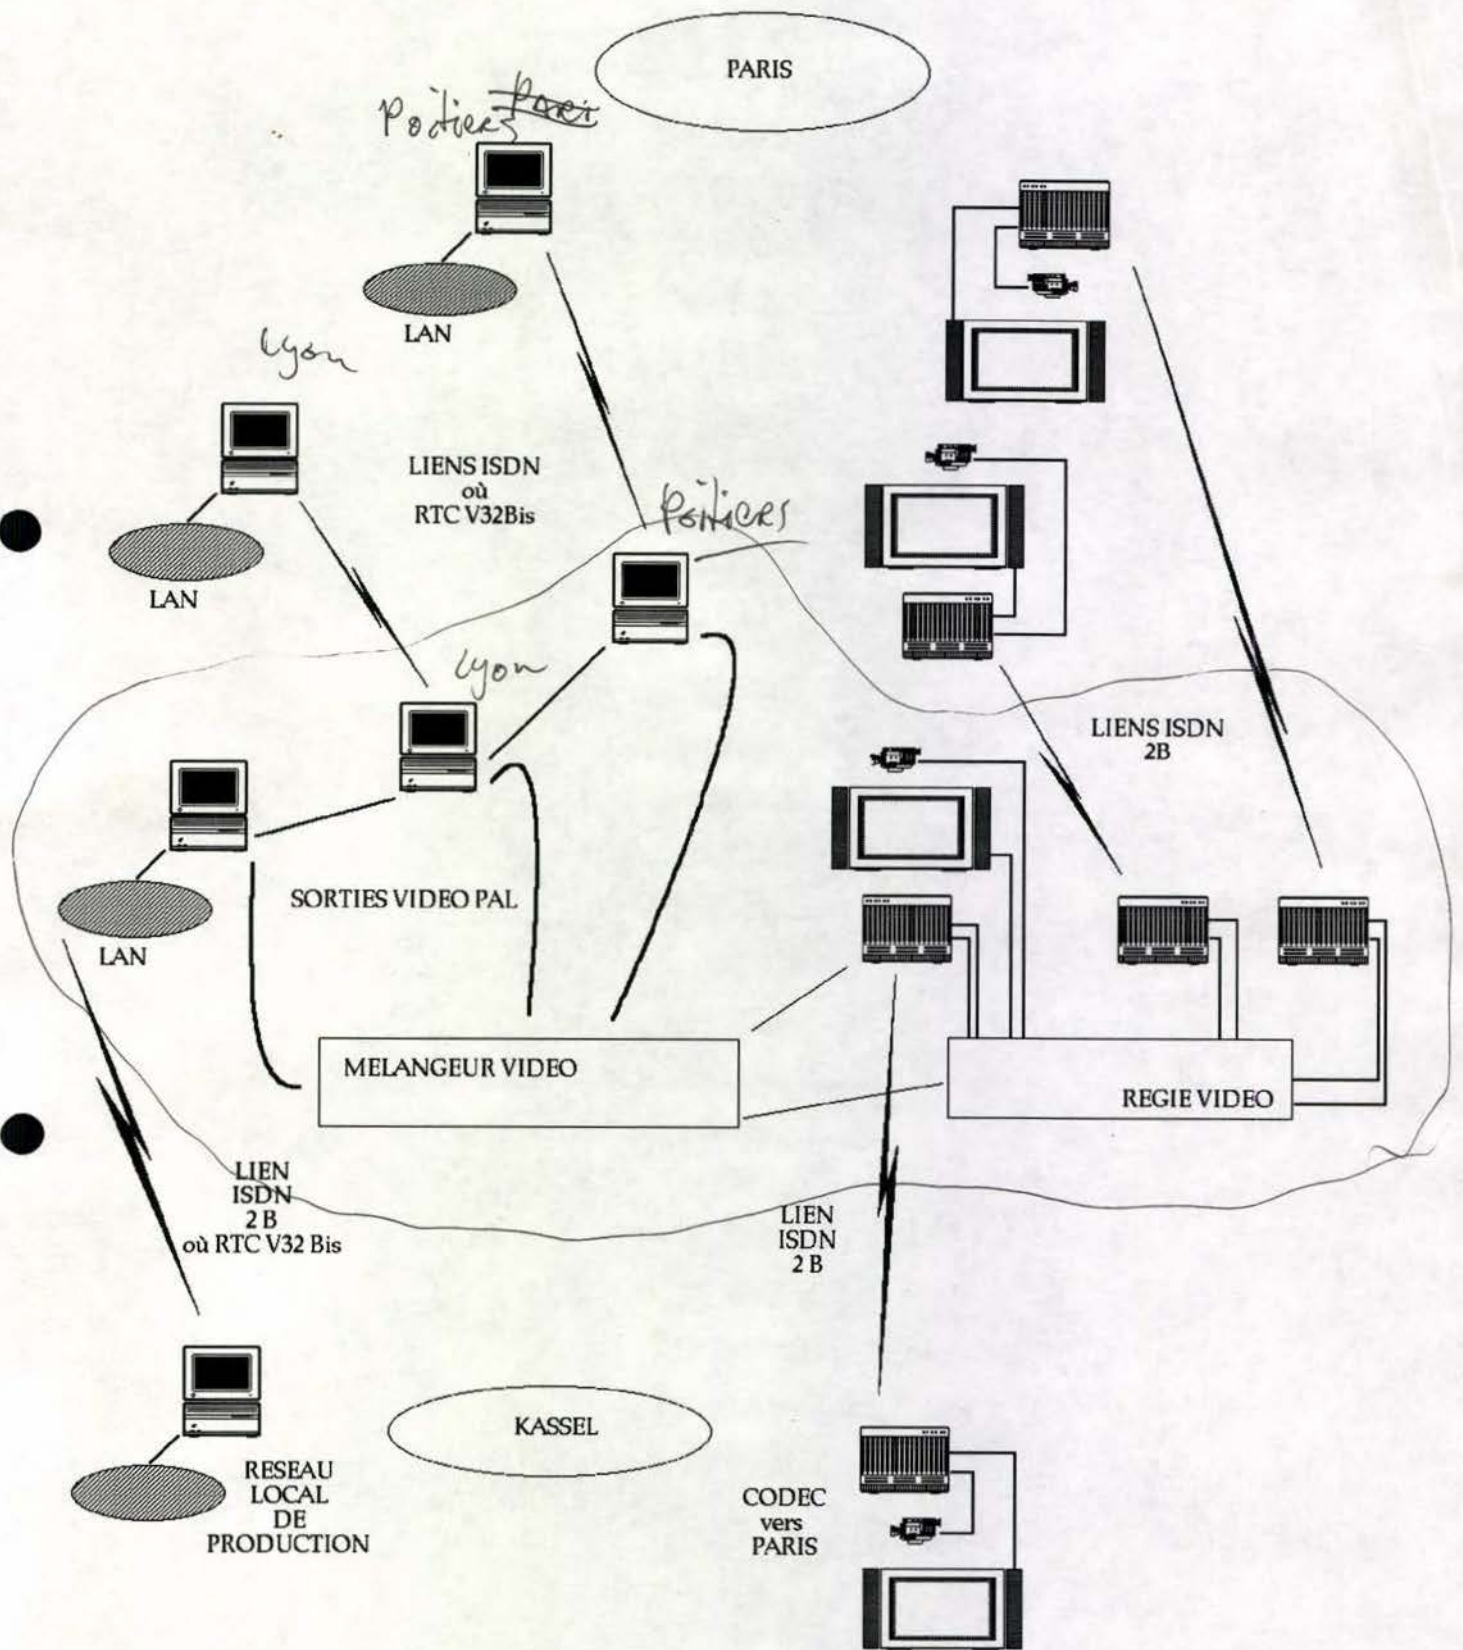 PARIS
Poitiers PARI
LAN
Lyon
LIENS ISDN
où
RTC V32Bis
Poitiers
LAN
Lyon
LIENS ISDN
2B
SORTIES VIDEO PAL
LAN
MELANGEUR VIDEO
REGIE VIDEO
LIEN
ISDN
2 B
où RTC V32 Bis
LIEN
ISDN
2 B
KASSEL
RESEAU
LOCAL
DE
PRODUCTION
CODEC
vers
PARIS